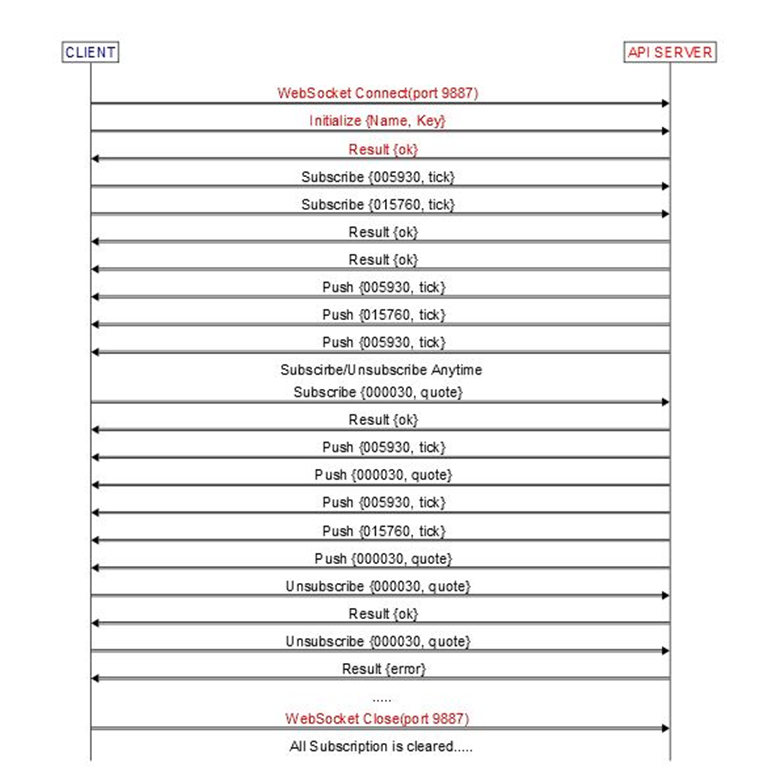 CLIENT
API SERVER
WebSocket Connect(port 9887)
Initialize {Name, Key}
Result {ok}
Subscribe {005930, tick}
Subscribe {015760, tick}
Result {ok}
Result {ok}
Push {005930, tick}
Push {015760, tick}
Push {005930, tick}
Subscirbe/Unsubscribe Anytime
Subscribe {000030, quote}
Result {ok}
Push {005930, tick}
Push {000030, quote}
Push {005930, tick}
Push {015760, tick}
Push {000030, quote}
Unsubscribe {000030, quote}
Result {ok}
Unsubscribe {000030, quote}
Result {error}
.....
WebSocket Close(port 9887)
All Subscription is cleared.....